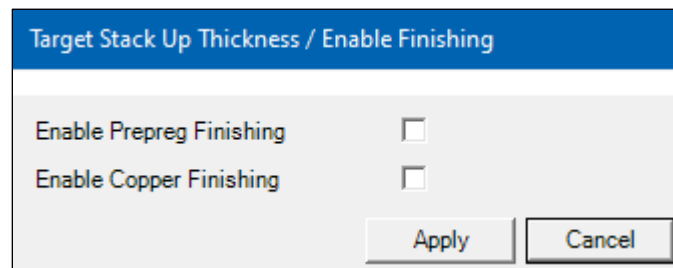 Target Stack Up Thickness / Enable Finishing
Enable Prepreg Finishing
Enable Copper Finishing
Apply Cancel